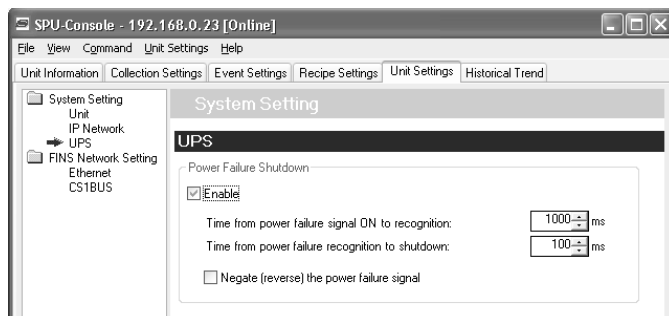 SPU-Console - 192.168.0.23 [Online]
File View Command Unit Settings Help
Unit Information Collection Settings Event Settings Recipe Settings Unit Settings Historical Trend
System Setting
Unit
IP Network
UPS
FINS Network Setting
Ethernet
CS1BUS
System Setting
UPS
Power Failure Shutdown
Enable
Time from power failure signal ON to recognition: 1000 ms
Time from power failure recognition to shutdown: 100 ms
Negate (reverse) the power failure signal